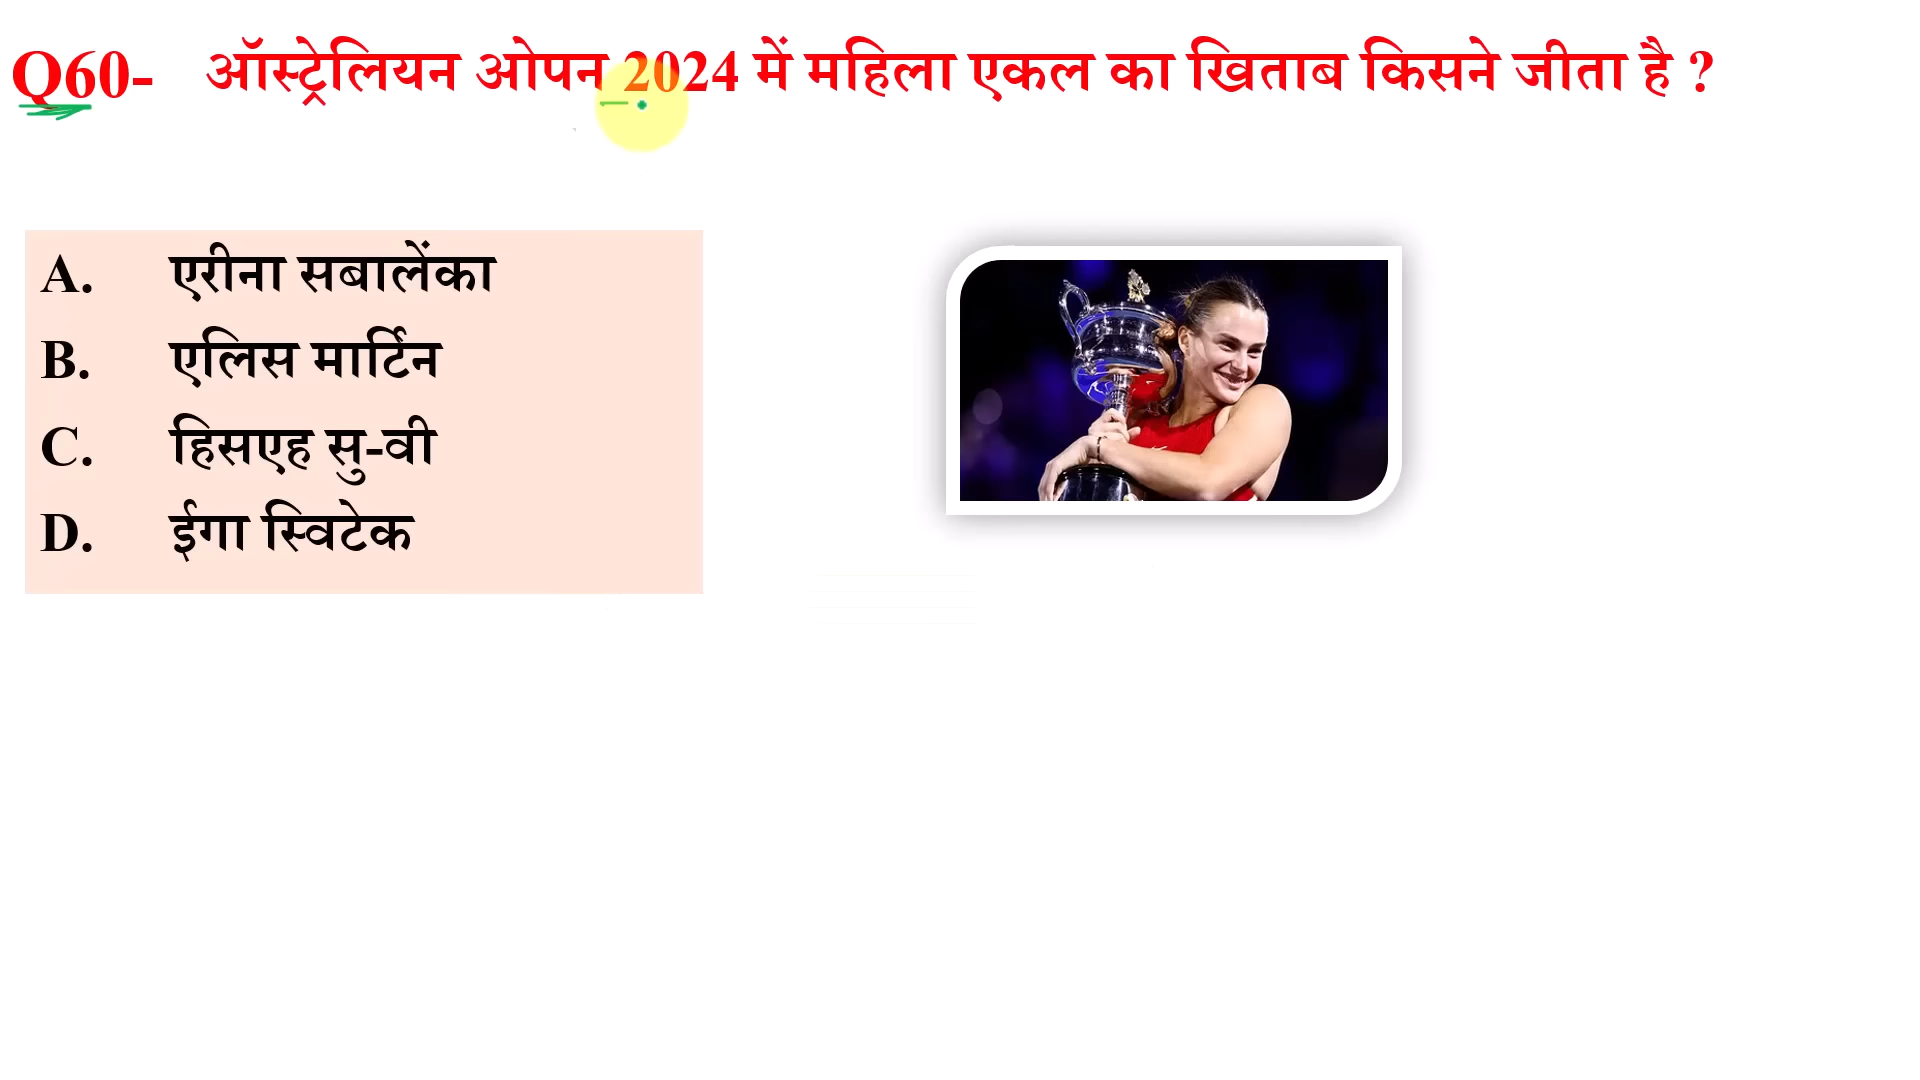 Q60- ऑस्ट्रेलियन ओपन 2024 में महिला एकल का खिताब किसने जीता है ?
A. एरीना सबालेंका
B. एलिस मार्टिन
C. हिसएह सु-वी
D. ईगा स्विटेक